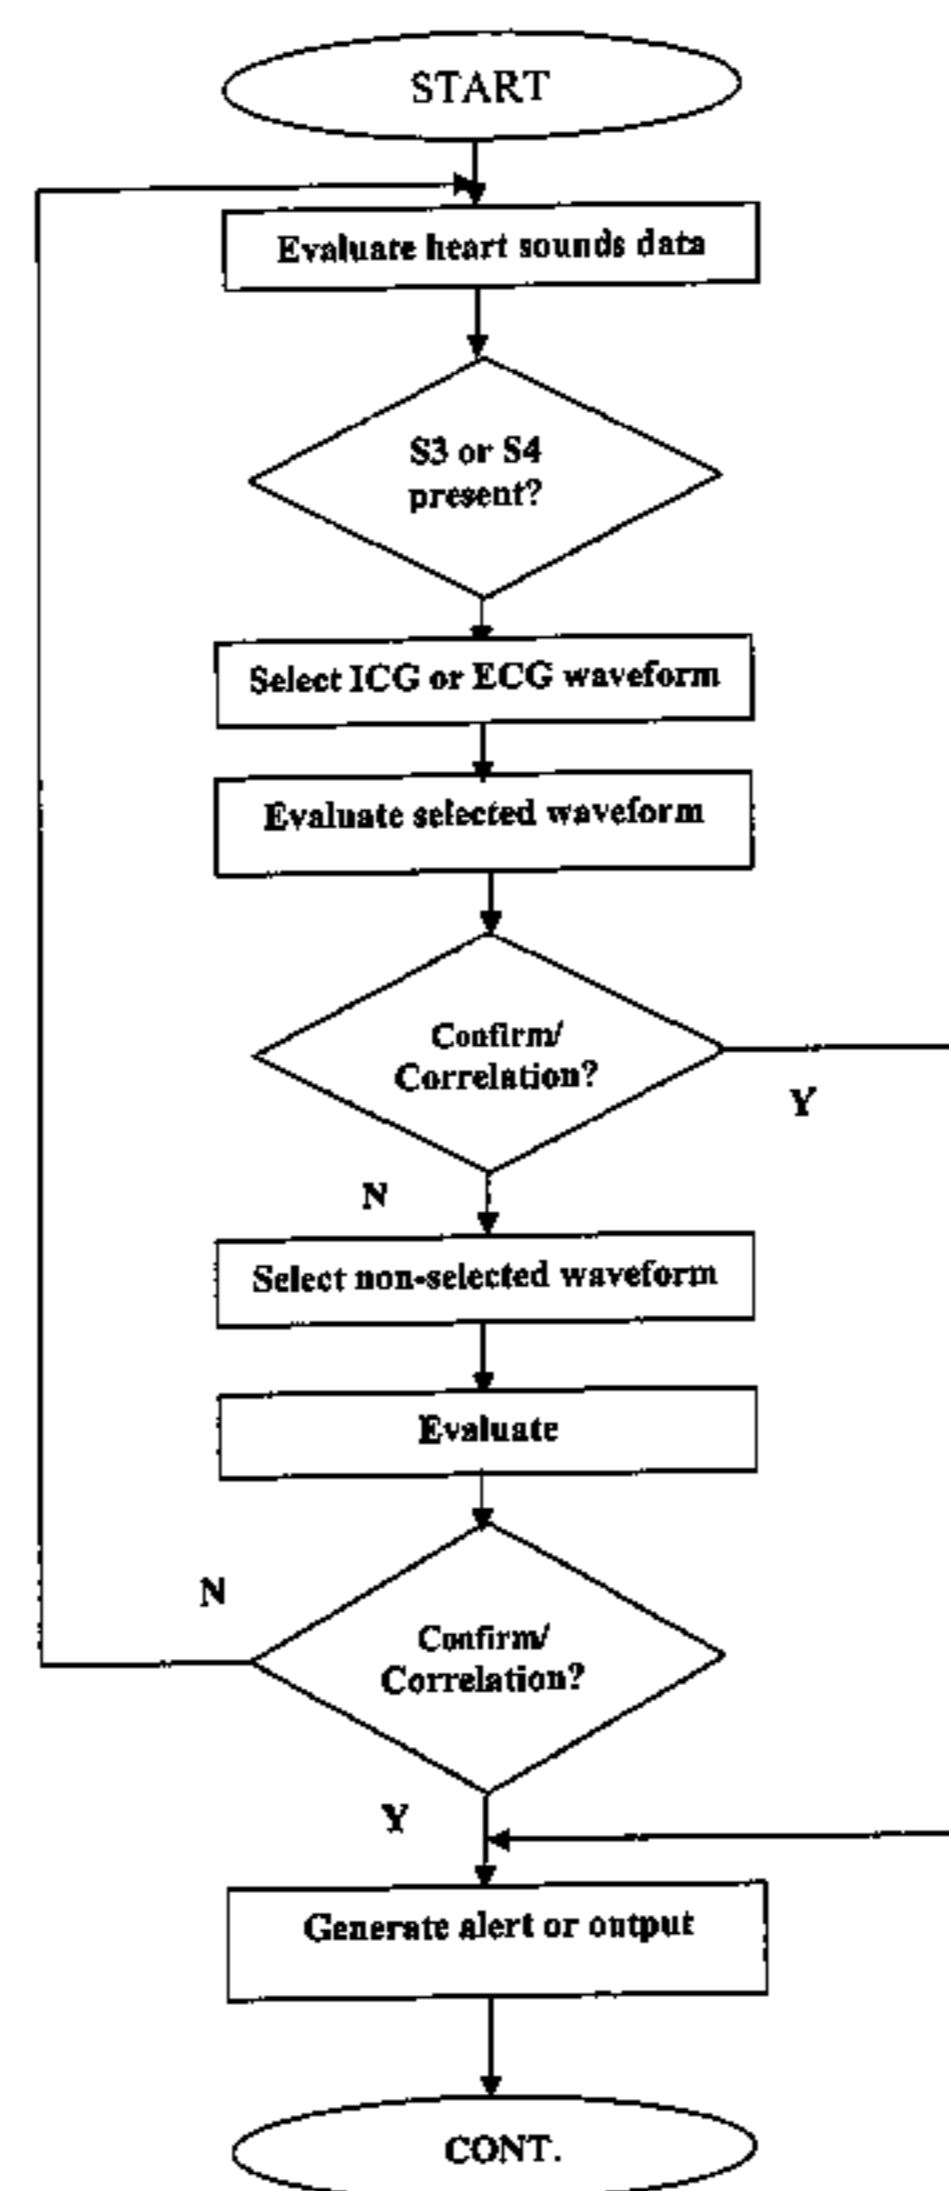 START
Evaluate heart sounds data
S3 or S4
present?
Select ICG or ECG waveform
Evaluate selected waveform
Confirm/
Correlation?
Y
N
Select non-selected waveform
Evaluate
N
Confirm/
Correlation?
Y
Generate alert or output
CONT.